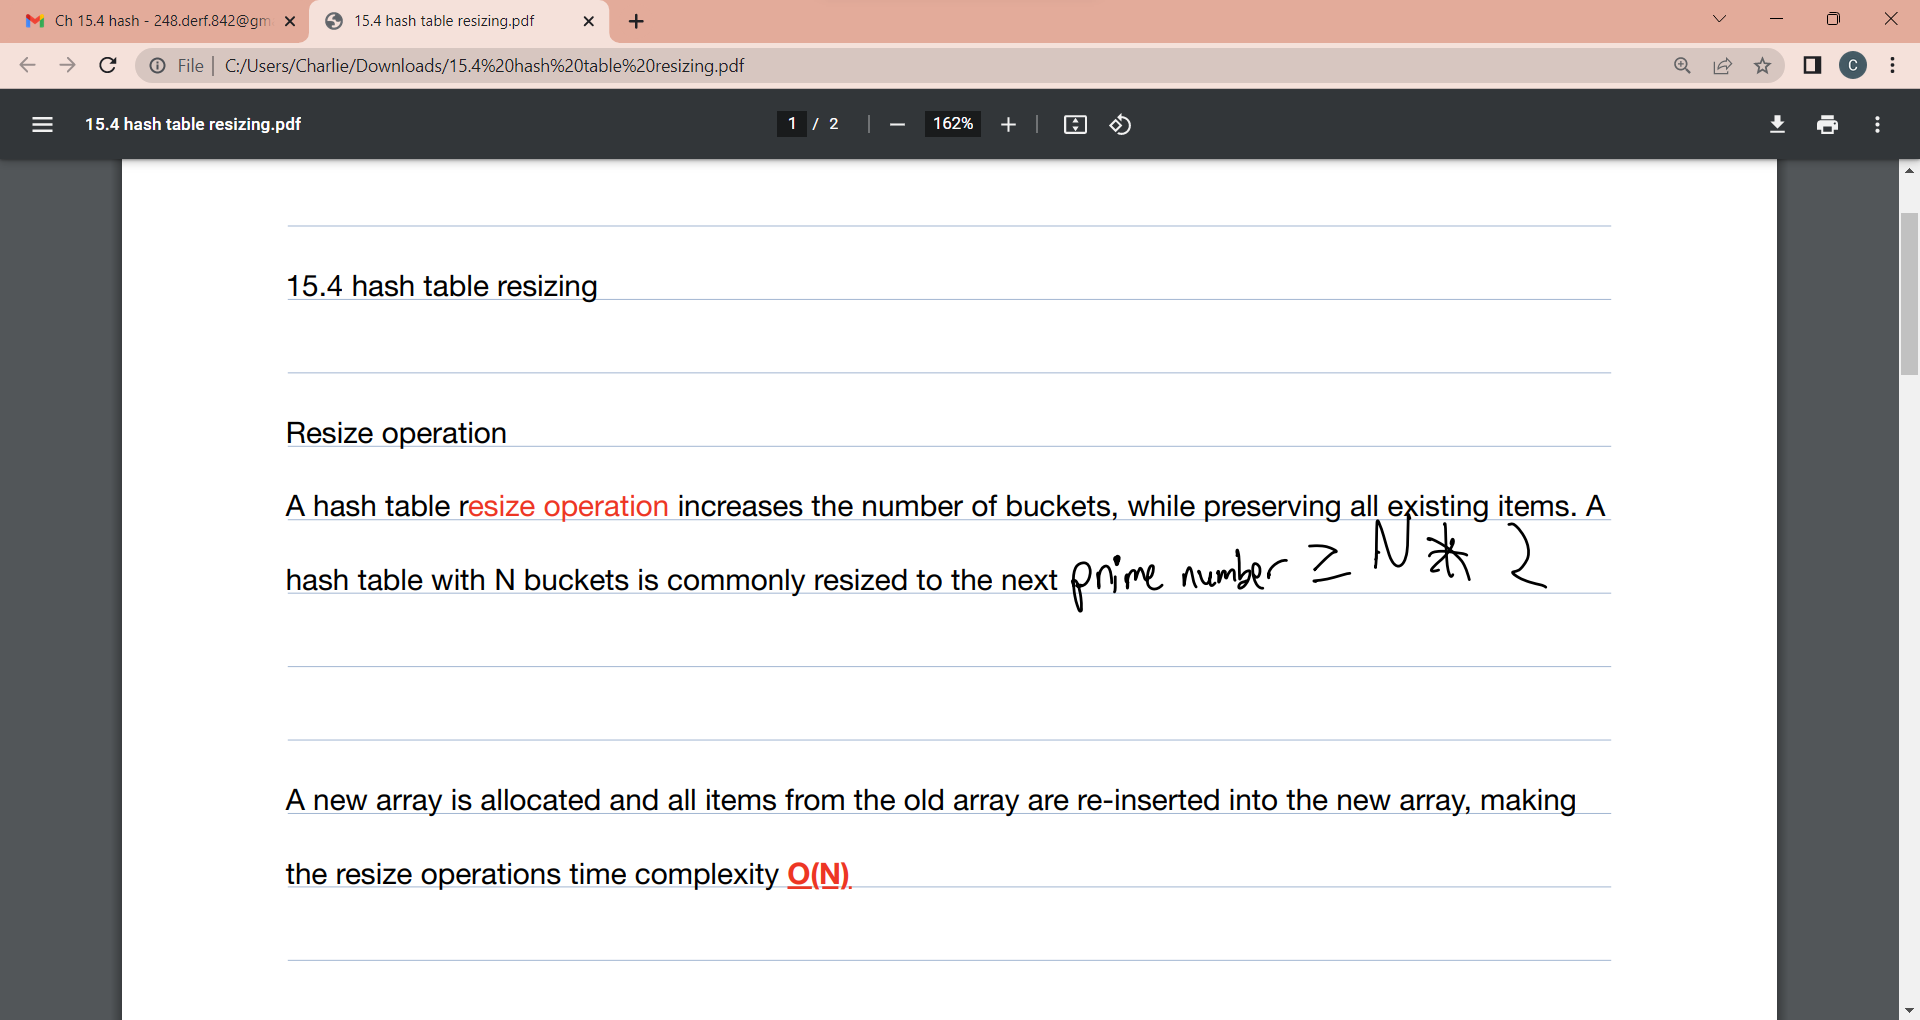 Ch 15.4 hash - 248.derf.842@gm
15.4 hash table resizing.pdf
File
C:/Users/Charlie/Downloads/15.4%20hash%20table%20resizing.pdf
C
15.4 hash table resizing.pdf
1 / 2
162%
15.4 hash table resizing
Resize operation
A hash table resize operation increases the number of buckets, while preserving all existing items. A
hash table with N buckets is commonly resized to the next prime number ≥ N * 2
A new array is allocated and all items from the old array are re-inserted into the new array, making
the resize operations time complexity O(N).